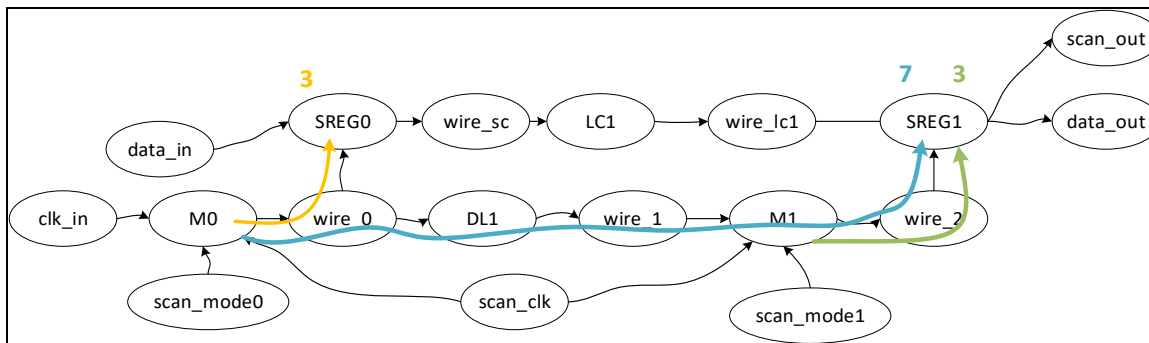 scan_out
3
7 3
SREG0 wire_sc LC1 wire_lc1 SREG1
data_in data_out
clk_in M0 wire_0 DL1 wire_1 M1 wire_2
scan_mode0 scan_clk scan_mode1